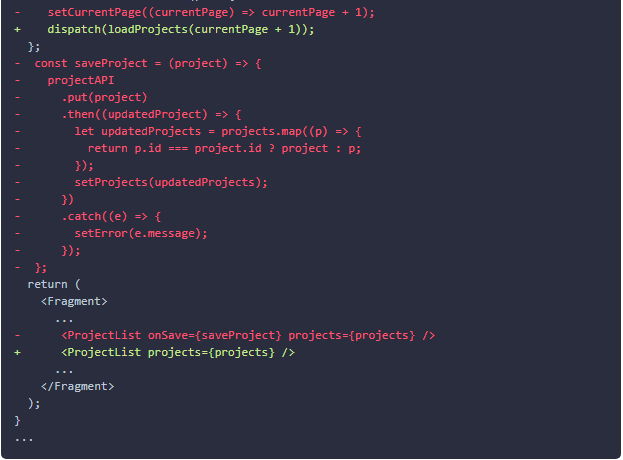 -    setCurrentPage((currentPage) => currentPage + 1);
+    dispatch(loadProjects(currentPage + 1));
  };
-  const saveProject = (project) => {
-    projectAPI
-      .put(project)
-      .then((updatedProject) => {
-        let updatedProjects = projects.map((p) => {
-          return p.id === project.id ? project : p;
-        });
-        setProjects(updatedProjects);
-      })
-      .catch((e) => {
-        setError(e.message);
-      });
-  };
  return (
    <Fragment>
      ...
-      <ProjectList onSave={saveProject} projects={projects} />
+      <ProjectList projects={projects} />
      ...
    </Fragment>
  );
}
...